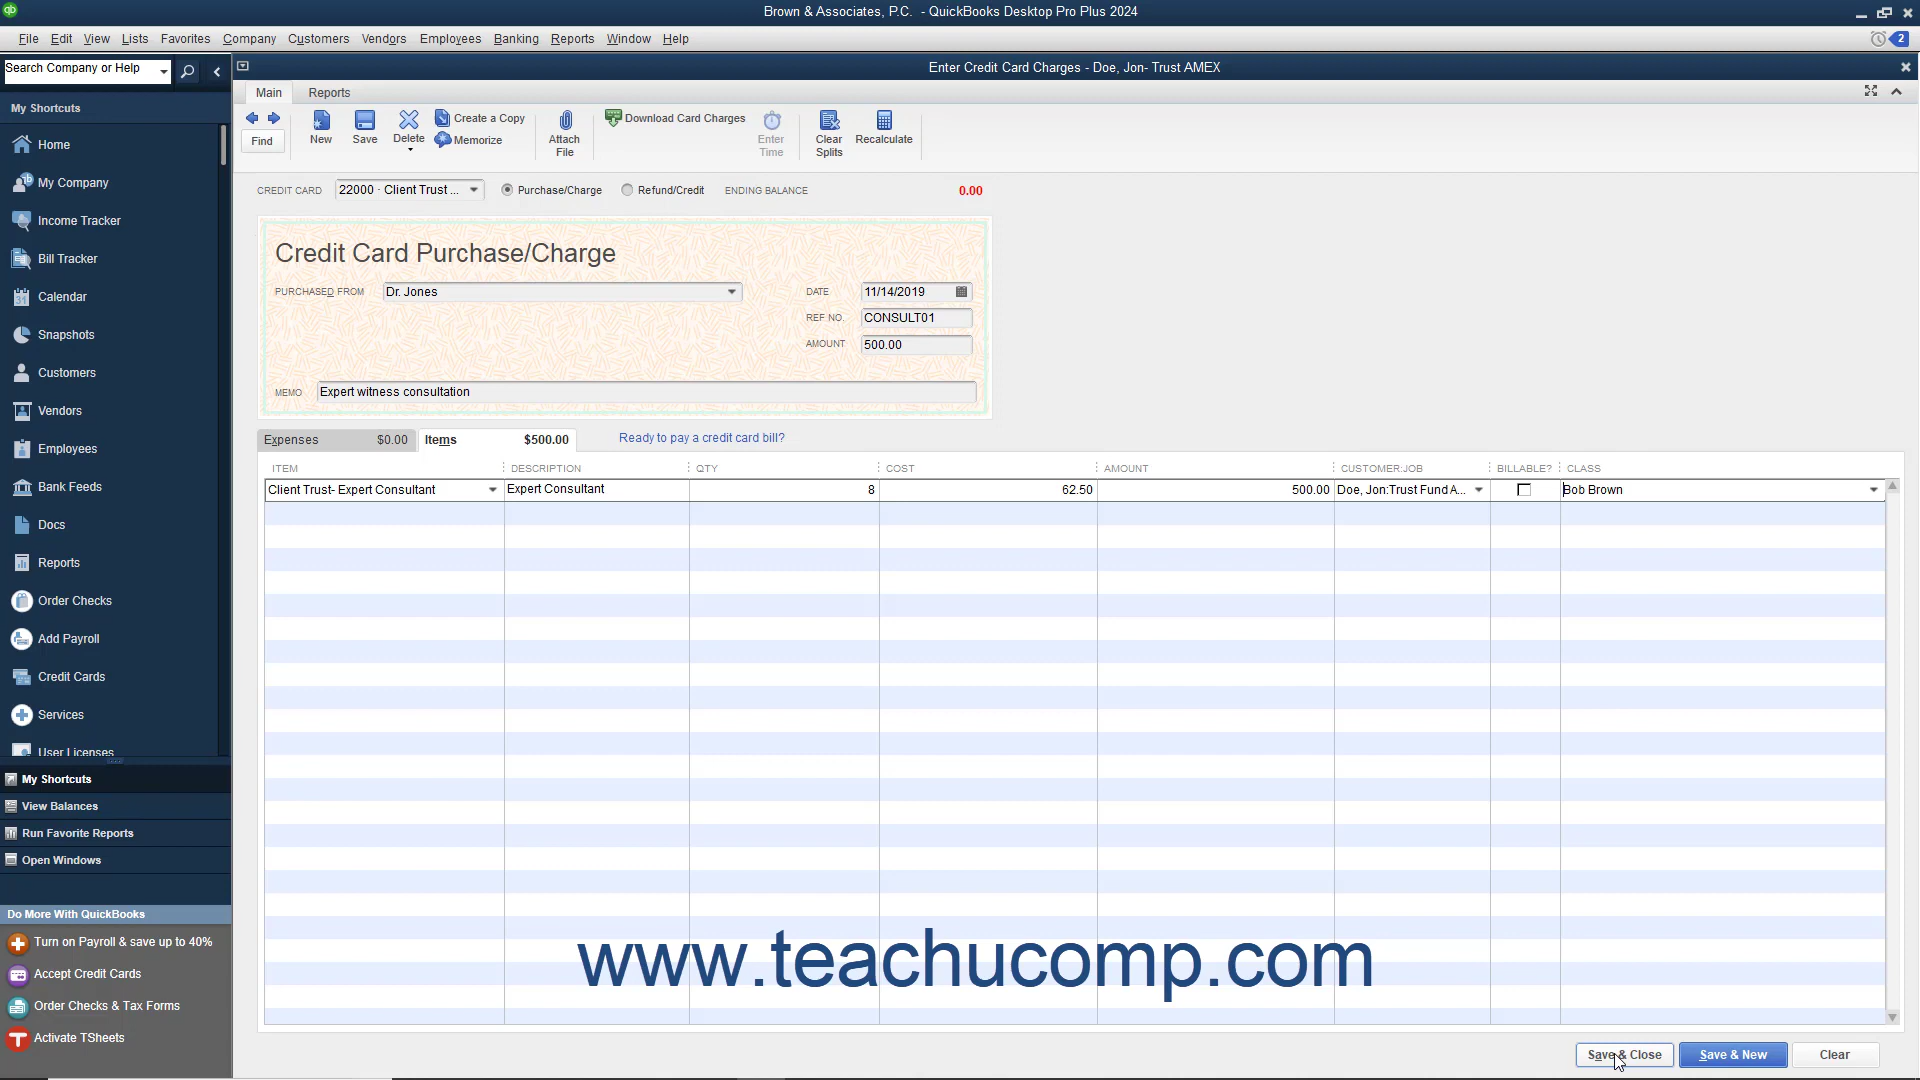 qb Brown & Associates, P.C. - QuickBooks Desktop Pro Plus 2024
File Edit View Lists Favorites Company Customers Vendors Employees Banking Reports Window Help 2
Search Company or Help
Enter Credit Card Charges - Doe, Jon- Trust AMEX
My Shortcuts
Home
My Company
Income Tracker
Bill Tracker
Calendar
Snapshots
Customers
Vendors
Employees
Bank Feeds
Docs
Reports
Order Checks
Add Payroll
Credit Cards
Services
User Licenses
My Shortcuts
View Balances
Run Favorite Reports
Open Windows
Do More With QuickBooks
Turn on Payroll & save up to 40%
Accept Credit Cards
Order Checks & Tax Forms
Activate TSheets
Main Reports
Find
New
Save
Delete
Create a Copy
Memorize
Attach File
Download Card Charges
Enter Time
Clear Splits
Recalculate
CREDIT CARD 22000 · Client Trust ... Purchase/Charge Refund/Credit ENDING BALANCE 0.00
Credit Card Purchase/Charge
PURCHASED FROM Dr. Jones DATE 11/14/2019
REF NO. CONSULT01
AMOUNT 500.00
MEMO Expert witness consultation
Expenses $0.00 Items $500.00 Ready to pay a credit card bill?
ITEM DESCRIPTION QTY COST AMOUNT CUSTOMER:JOB BILLABLE? CLASS
Client Trust- Expert Consultant Expert Consultant 8 62.50 500.00 Doe, Jon:Trust Fund A... Bob Brown
www.teachucomp.com
Save & Close Save & New Clear